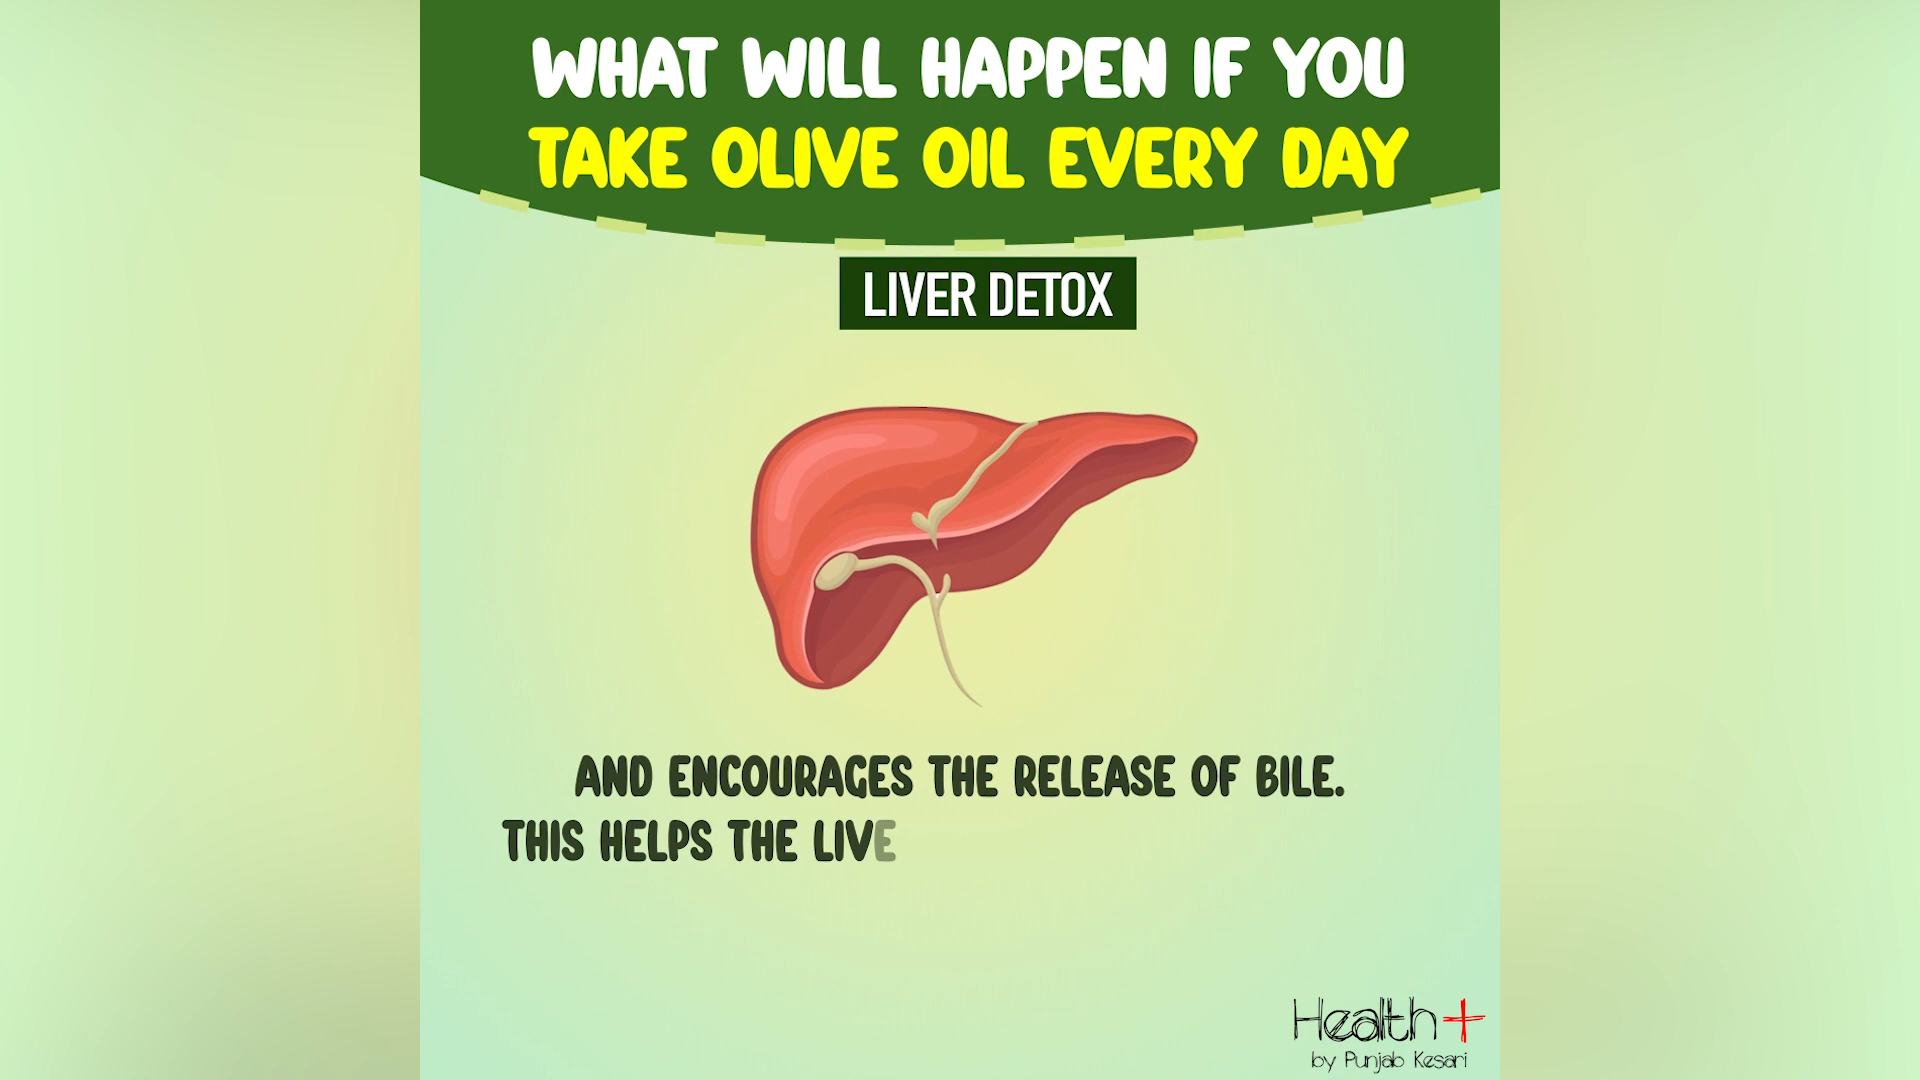 WHAT WILL HAPPEN IF YOU
TAKE OLIVE OIL EVERY DAY
LIVER DETOX
AND ENCOURAGES THE RELEASE OF BILE.
THIS HELPS THE LIVE
Health+
by Punjab Kesari